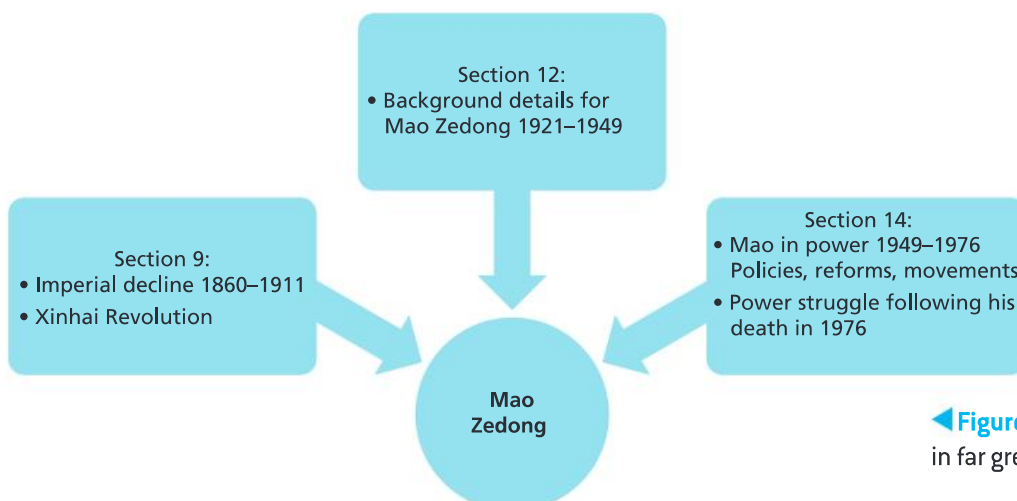 Section 12:
• Background details for
Mao Zedong 1921–1949
Section 9:
• Imperial decline 1860–1911
• Xinhai Revolution
Section 14:
• Mao in power 1949–1976
Policies, reforms, movements
• Power struggle following his
death in 1976
Mao
Zedong
◀Figure
in far gre